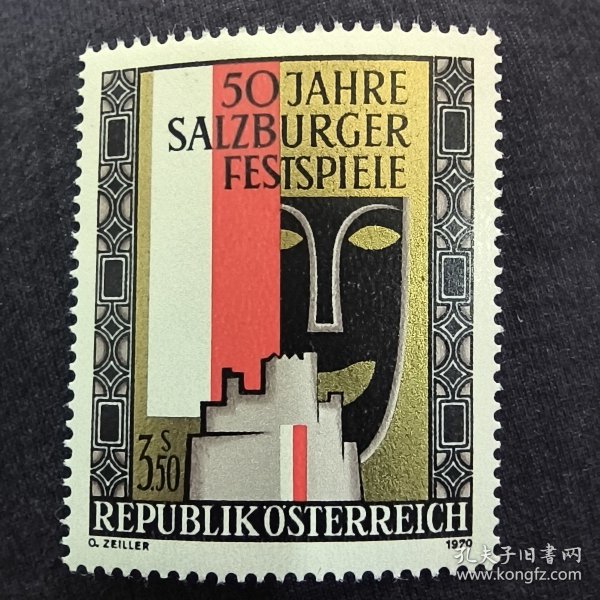 50 JAHRE
SALZBURGER
FESTSPIELE
S
3.50
REPUBLIK ÖSTERREICH
O. ZEILLER
1970
孔夫子旧书网
www.kongfz.com